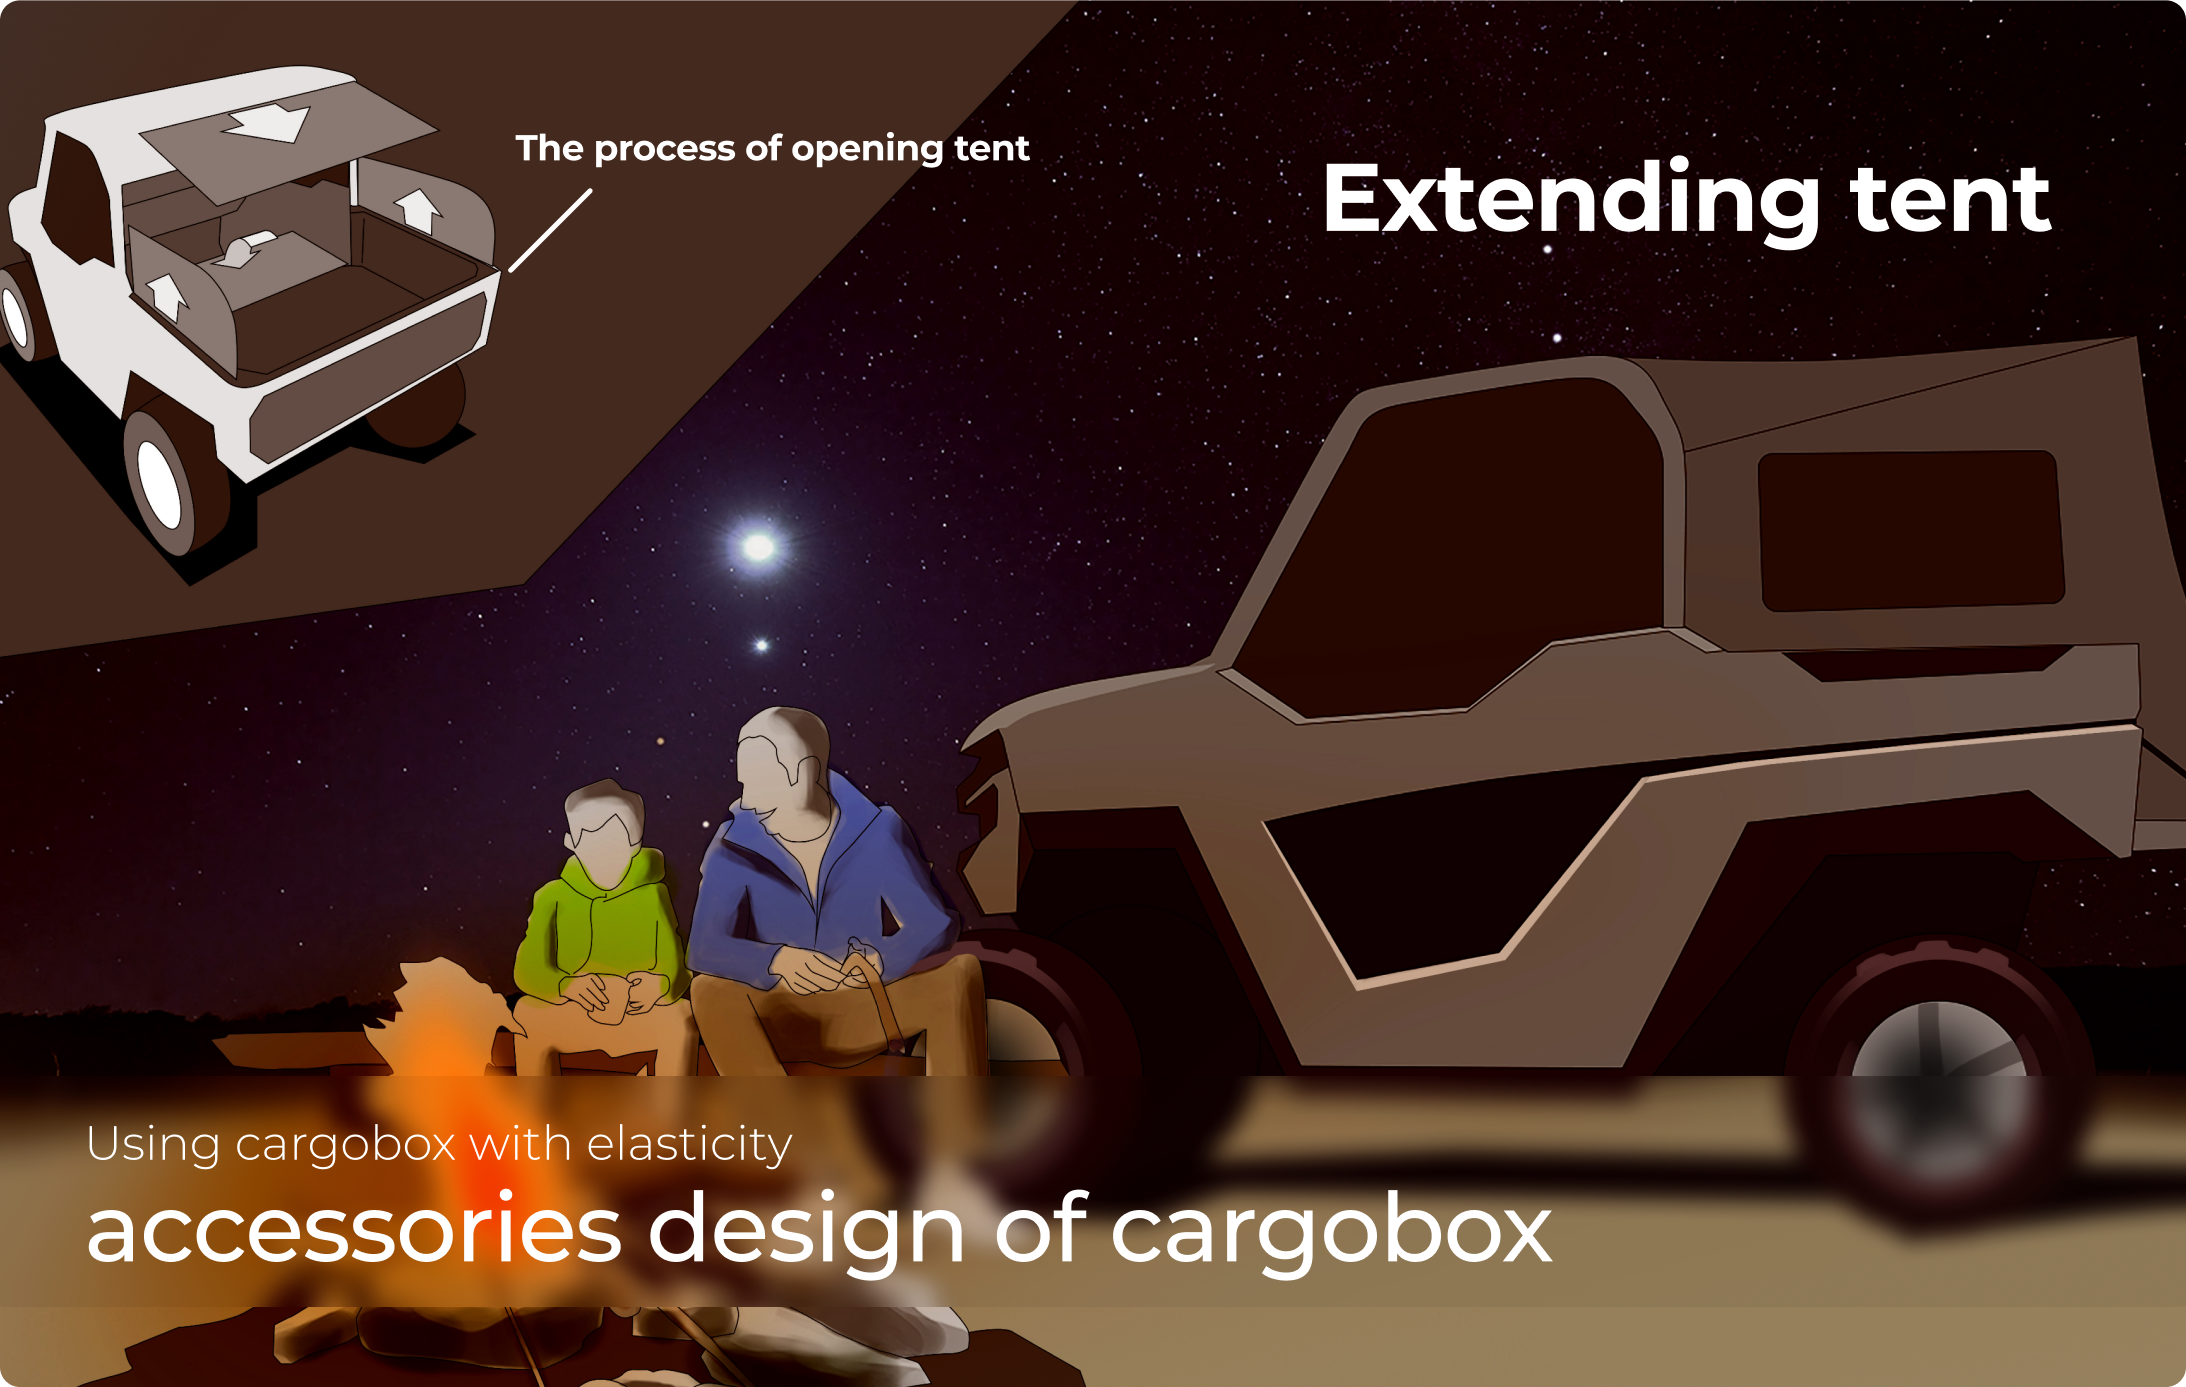 The process of opening tent
Extending tent
Using cargobox with elasticity
accessories design of cargobox